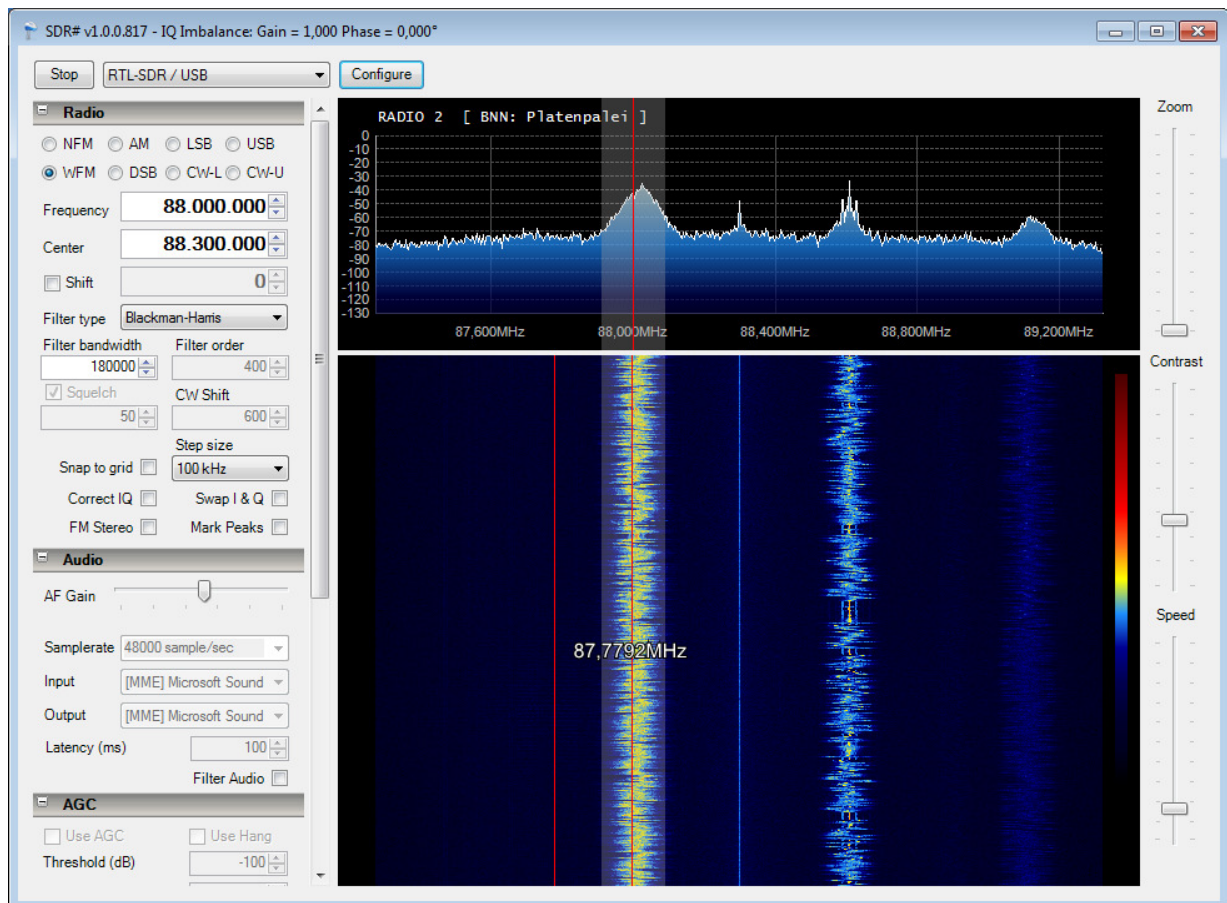 SDR# v1.0.0.817 - IQ Imbalance: Gain = 1,000 Phase = 0,000°
Stop RTL-SDR / USB Configure
Radio
NFM AM LSB USB
WFM DSB CW-L CW-U
Frequency 88.000.000
Center 88.300.000
Shift 0
Filter type Blackman-Harris
Filter bandwidth Filter order
180000 400
Squelch CW Shift
50 600
Step size
Snap to grid 100 kHz
Correct IQ Swap I & Q
FM Stereo Mark Peaks
Audio
AF Gain
Samplerate 48000 sample/sec
Input [MME] Microsoft Sound
Output [MME] Microsoft Sound
Latency (ms) 100
Filter Audio
AGC
Use AGC Use Hang
Threshold (dB) -100
RADIO 2 [ BNN: Platenpalei ]
0
-10
-20
-30
-40
-50
-60
-70
-80
-90
-100
-110
-120
-130
87,600MHz 88,000MHz 88,400MHz 88,800MHz 89,200MHz
87,7792MHz
Zoom
Contrast
Speed